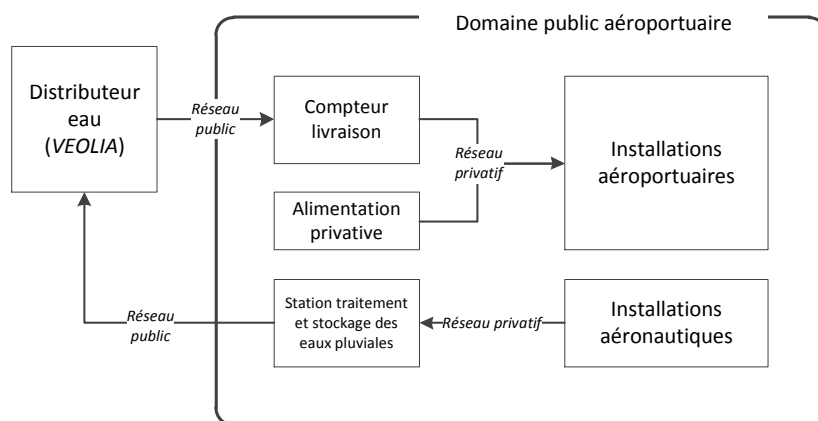 Domaine public aéroportuaire
Distributeur
eau
(VEOLIA)
Réseau
public
Compteur
livraison
Réseau
privatif
Installations
aéroportuaires
Alimentation
privative
Réseau
public
Station traitement
et stockage des
eaux pluviales
Réseau privatif
Installations
aéronautiques